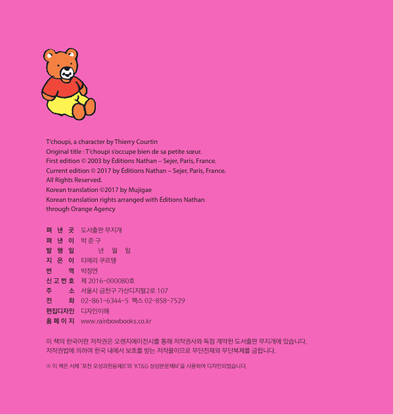 T'choupi, a character by Thierry Courtin
Original title : T'choupi s'occupe bien de sa petite sœur.
First edition © 2003 by Éditions Nathan – Sejer, Paris, France.
Current edition © 2017 by Éditions Nathan – Sejer, Paris, France.
All Rights Reserved.
Korean translation ©2017 by Mujigae
Korean translation rights arranged with Éditions Nathan
through Orange Agency
펴 낸 곳 도서출판 무지개
펴 낸 이 박 준 구
발 행 일 년 월 일
지 은 이 티에리 쿠르탱
번 역 박정연
신 고 번 호 제 2016-000080호
주 소 서울시 금천구 가산디지털2로 107
전 화 02-861-6344~5 팩스 02-858-7529
편집디자인 디자인이팸
홈 페 이 지 www.rainbowbooks.co.kr
이 책의 한국어판 저작권은 오렌지에이전시를 통해 저작권사와 독점 계약한 도서출판 무지개에 있습니다.
저작권법에 의하여 한국 내에서 보호를 받는 저작물이므로 무단전재와 무단복제를 금합니다.
※ 이 책은 서체 '포천 오성과한음체B'와 'KT&G 상상본문체M'을 사용하여 디자인되었습니다.